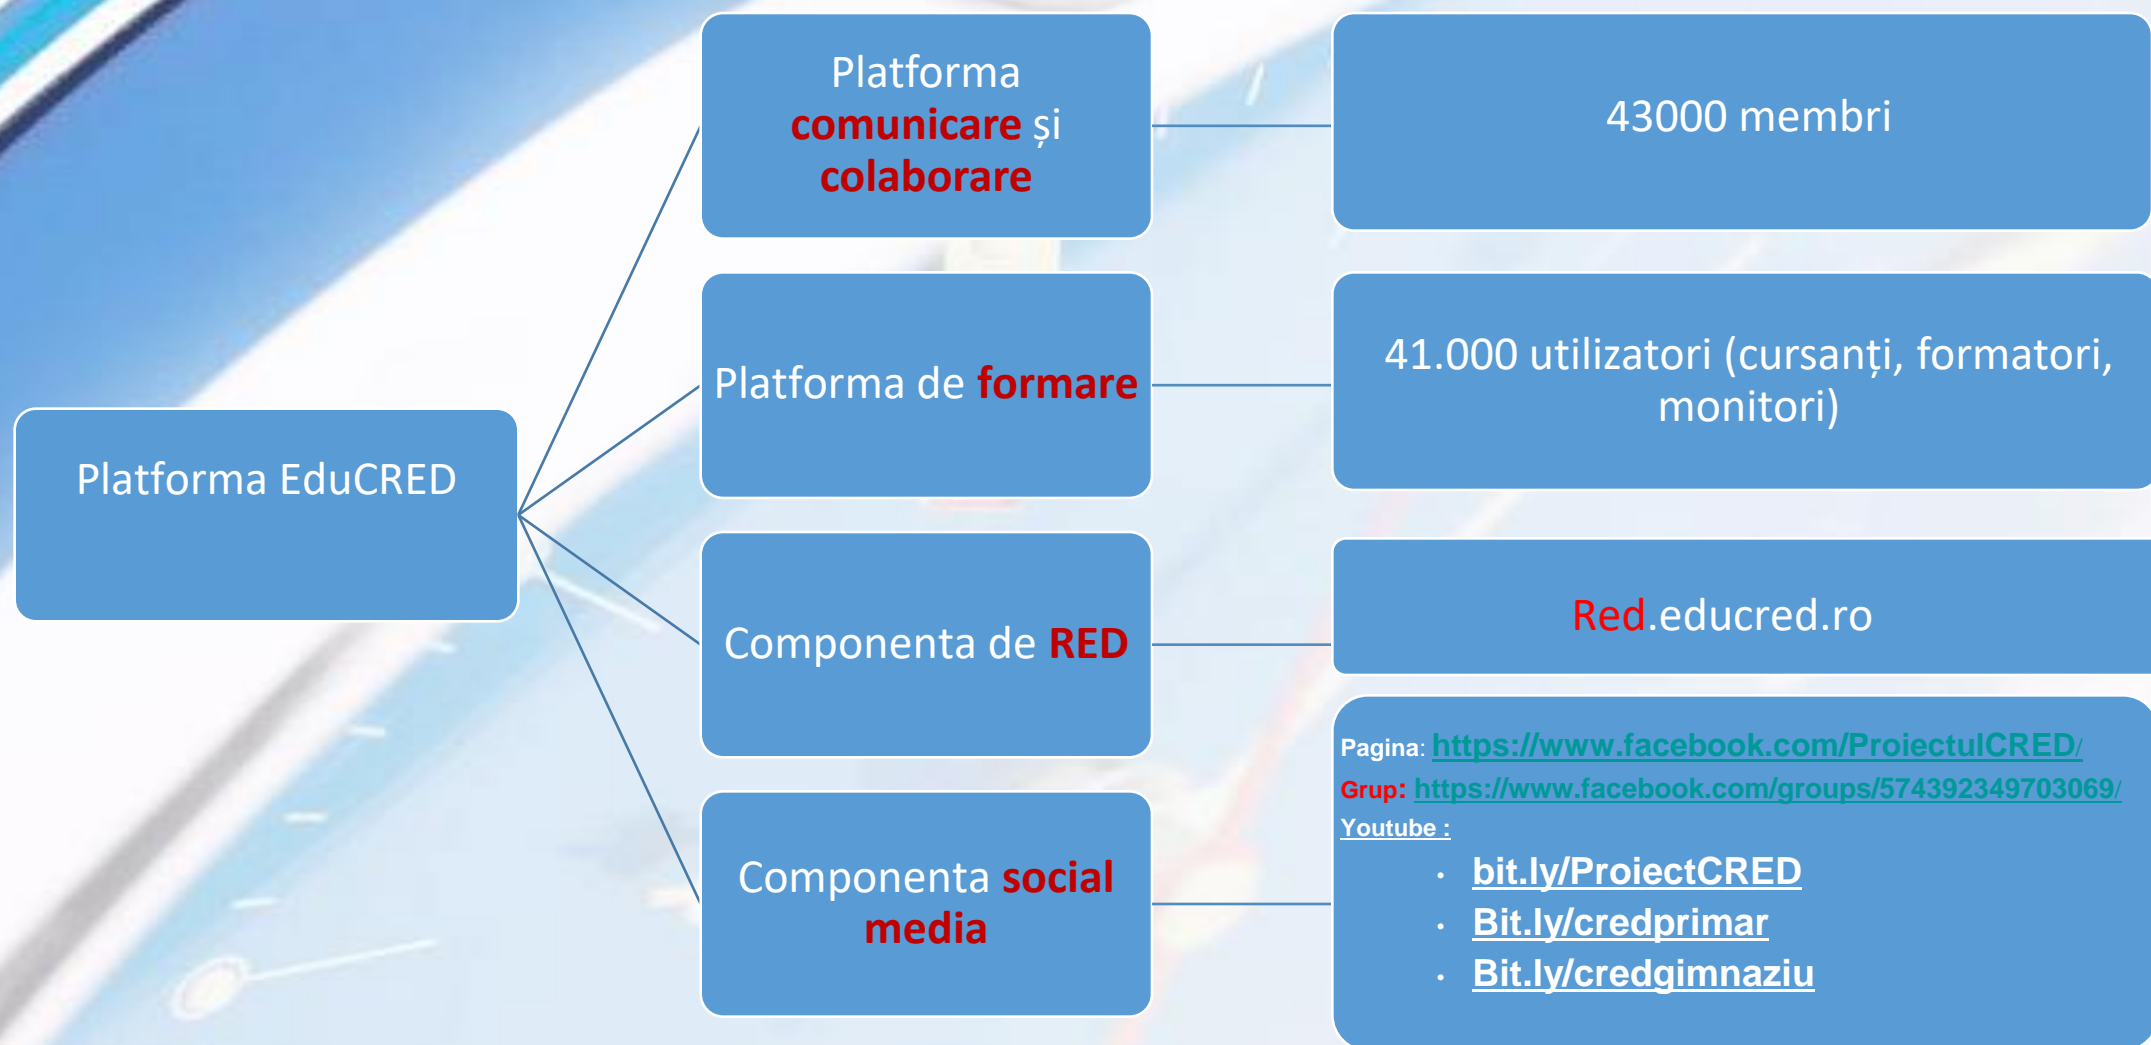 Platforma EduCRED
Platforma
comunicare și
colaborare
43000 membri
Platforma de formare
41.000 utilizatori (cursanți, formatori,
monitori)
Componenta de RED
Red.educred.ro
Componenta social
media
Pagina: https://www.facebook.com/ProiectulCRED/
Grup: https://www.facebook.com/groups/574392349703069/
Youtube :
• bit.ly/ProiectCRED
• Bit.ly/credprimar
• Bit.ly/credgimnaziu